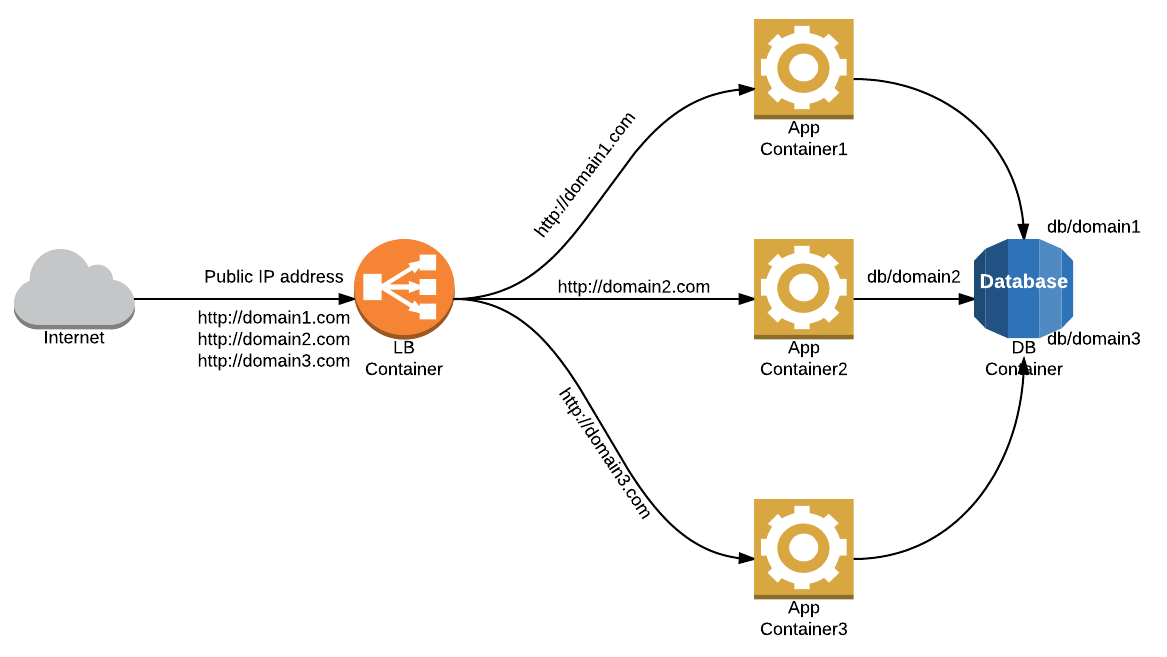 Internet
Public IP address
http://domain1.com
http://domain2.com
http://domain3.com
LB
Container
http://domain1.com
http://domain2.com
http://domain3.com
App
Container1
App
Container2
App
Container3
db/domain1
db/domain2
db/domain3
Database
DB
Container